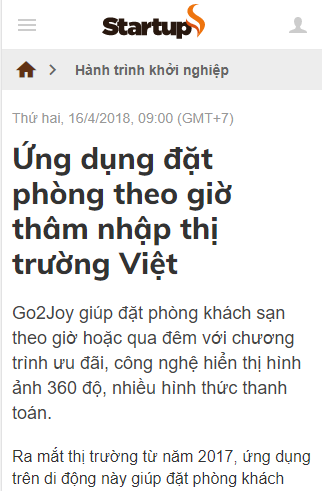 Startup
Hành trình khởi nghiệp
Thứ hai, 16/4/2018, 09:00 (GMT+7)
Ứng dụng đặt
phòng theo giờ
thâm nhập thị
trường Việt
Go2Joy giúp đặt phòng khách sạn
theo giờ hoặc qua đêm với chương
trình ưu đãi, công nghệ hiển thị hình
ảnh 360 độ, nhiều hình thức thanh
toán.
Ra mắt thị trường từ năm 2017, ứng dụng
trên di động này giúp đặt phòng khách